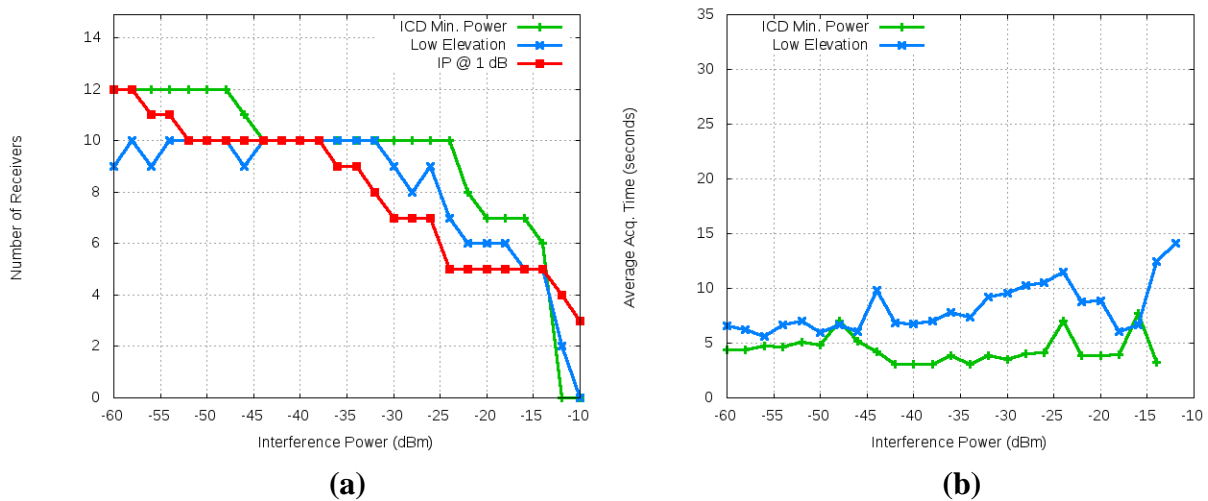 ICD Min. Power
Low Elevation
IP @ 1 dB
Number of Receivers
14
12
10
8
6
4
2
0
-60 -55 -50 -45 -40 -35 -30 -25 -20 -15 -10
Interference Power (dBm)
(a)
ICD Min. Power
Low Elevation
Average Acq. Time (seconds)
35
30
25
20
15
10
5
0
-60 -55 -50 -45 -40 -35 -30 -25 -20 -15 -10
Interference Power (dBm)
(b)